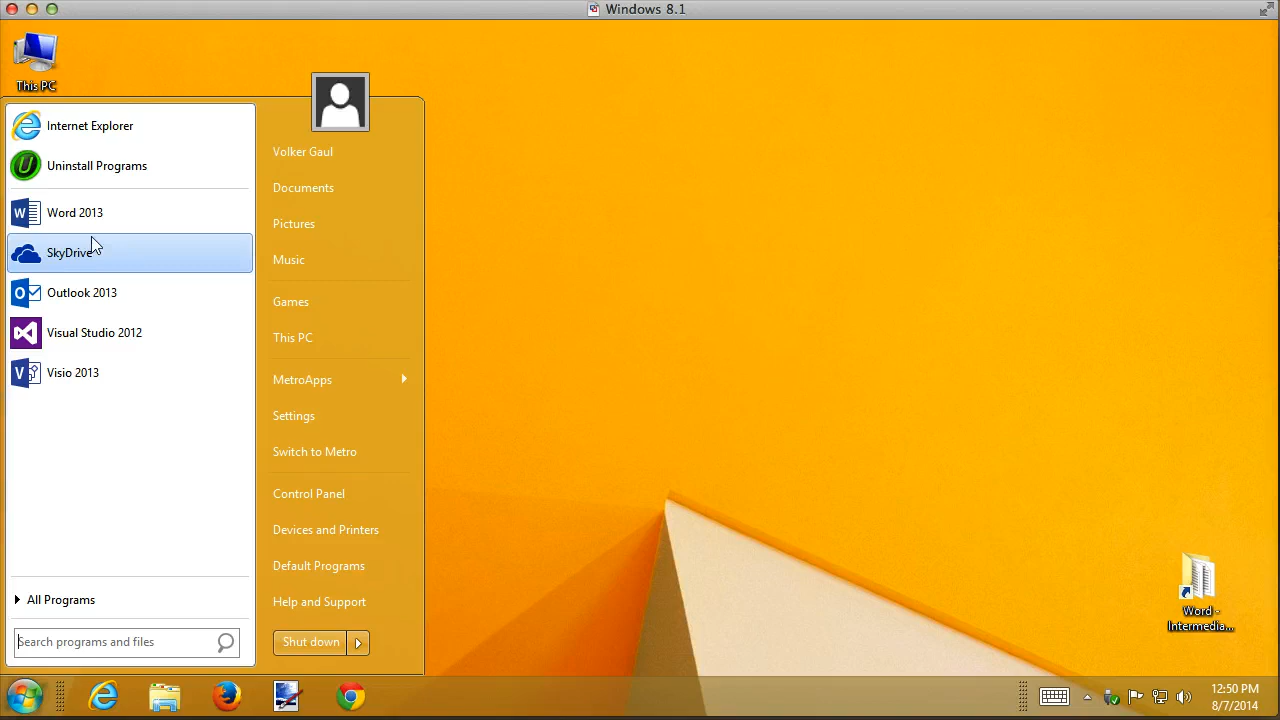 Windows 8.1
This PC
Internet Explorer
Uninstall Programs
Word 2013
SkyDrive
Outlook 2013
Visual Studio 2012
Visio 2013
All Programs
Search programs and files
Volker Gaul
Documents
Pictures
Music
Games
This PC
MetroApps
Settings
Switch to Metro
Control Panel
Devices and Printers
Default Programs
Help and Support
Shut down
Word -
Intermedia...
12:50 PM
8/7/2014